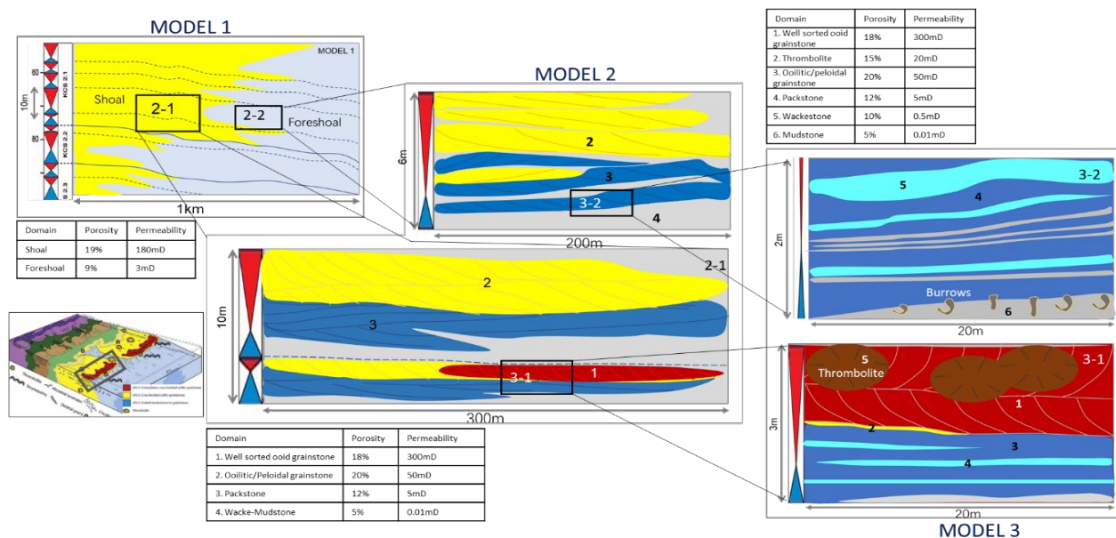 MODEL 1
MODEL 1
KCS 2.1
KCS 2.2
S 2.3
60
80
10m
Shoal
2-1
2-2
Foreshoal
1km
Domain Porosity Permeability
Shoal 19% 180mD
Foreshoal 9% 3mD
MODEL 2
6m
2
3
3-2
4
200m
2-1
10m
2
3
3-1
1
300m
Domain Porosity Permeability
1. Well sorted ooid grainstone 18% 300mD
2. Ooilitic/Peloidal grainstone 20% 50mD
3. Packstone 12% 5mD
4. Wacke-Mudstone 5% 0.01mD
Domain Porosity Permeability
1. Well sorted ooid 18% 300mD
grainstone
2. Thrombolite 15% 20mD
3. Ooilitic/peloidal 20% 50mD
grainstone
4. Packstone 12% 5mD
5. Wackestone 10% 0.5mD
6. Mudstone 5% 0.01mD
3-2
5
4
2m
Burrows
6
20m
3-1
5
Thrombolite
1
3m
2
3
4
20m
MODEL 3